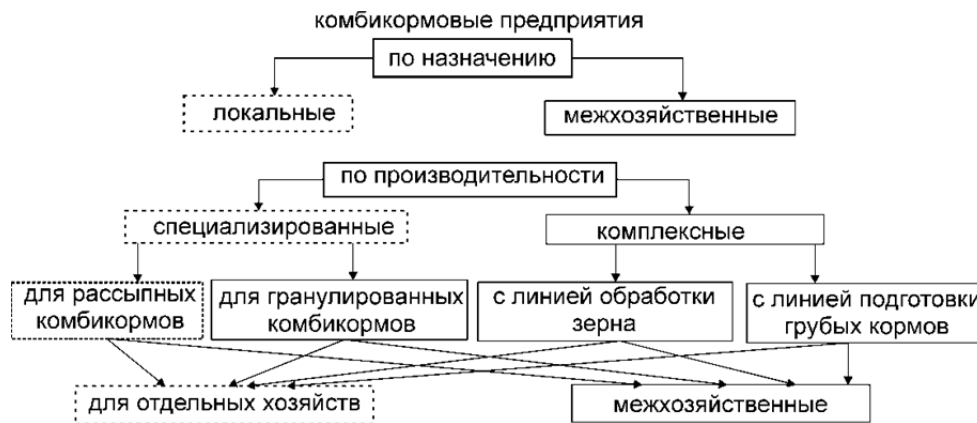 комбикормовые предприятия
по назначению
локальные
межхозяйственные
по производительности
специализированные
комплексные
для рассыпных
комбикормов
для гранулированных
комбикормов
с линией обработки
зерна
с линией подготовки
грубых кормов
для отдельных хозяйств
межхозяйственные